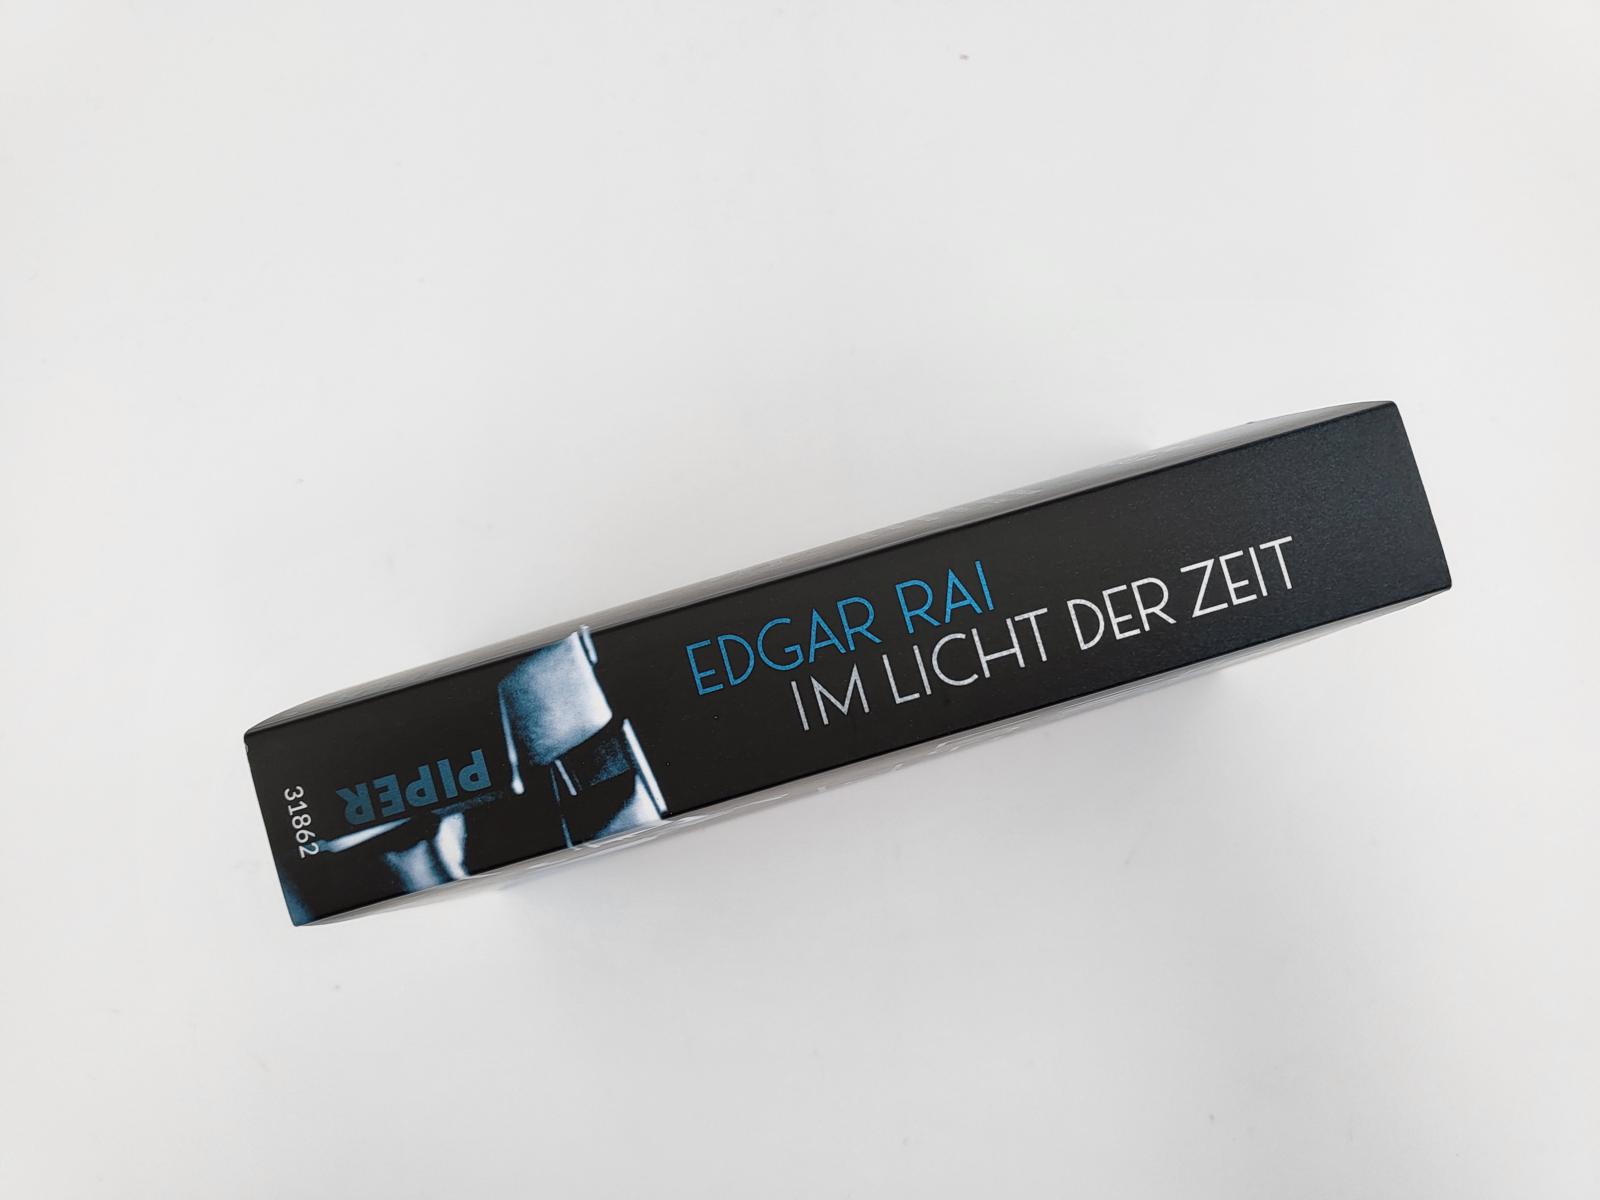 EDGAR RAI
IM LICHT DER ZEIT
PIPER
31862